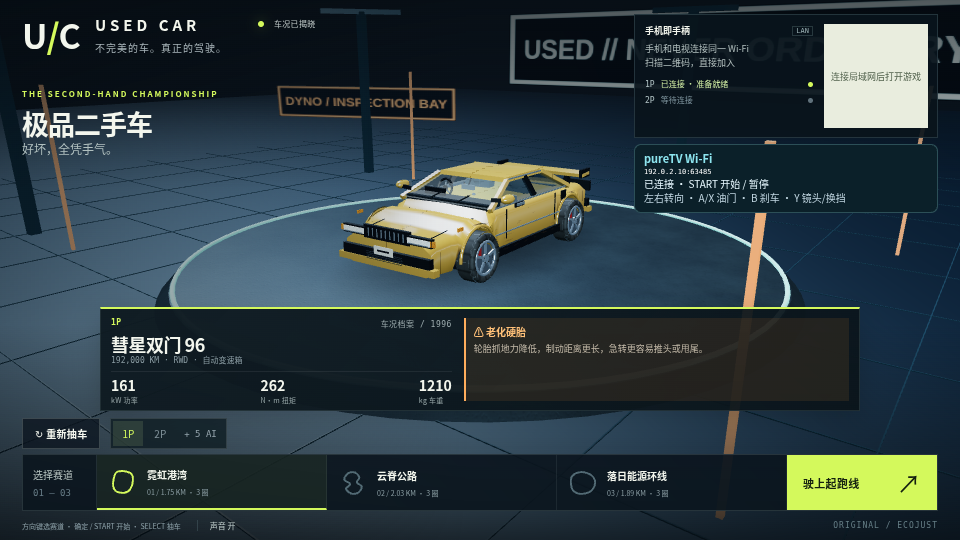 U/C
USED CAR
不完美的车。真正的驾驶。
车况已揭晓
THE SECOND-HAND CHAMPIONSHIP
极品二手车
好坏，全凭手气。
DYNO / INSPECTION BAY
USED //
手机即手柄
LAN
手机和电视连接同一 Wi-Fi
扫描二维码，直接加入
1P 已连接 · 准备就绪
2P 等待连接
连接局域网后打开游戏
pureTV Wi-Fi
192.0.2.10:63485
已连接 · START 开始 / 暂停
左右转向 · A/X 油门 · B 刹车 · Y 镜头/换挡
1P
车况档案 / 1996
彗星双门 96
192,000 KM · RWD · 自动变速箱
161
kW 功率
262
N·m 扭矩
1210
kg 车重
⚠ 老化硬胎
轮胎抓地力降低，制动距离更长，急转更容易推头或甩尾。
↻ 重新抽车
1P
2P
+ 5 AI
选择赛道
01 — 03
霓虹港湾
01 / 1.75 KM · 3 圈
云脊公路
02 / 2.03 KM · 3 圈
落日能源环线
03 / 1.89 KM · 3 圈
驶上起跑线
方向键选赛道 · 确定 / START 开始 · SELECT 抽车
声音 开
ORIGINAL / ECOJUST